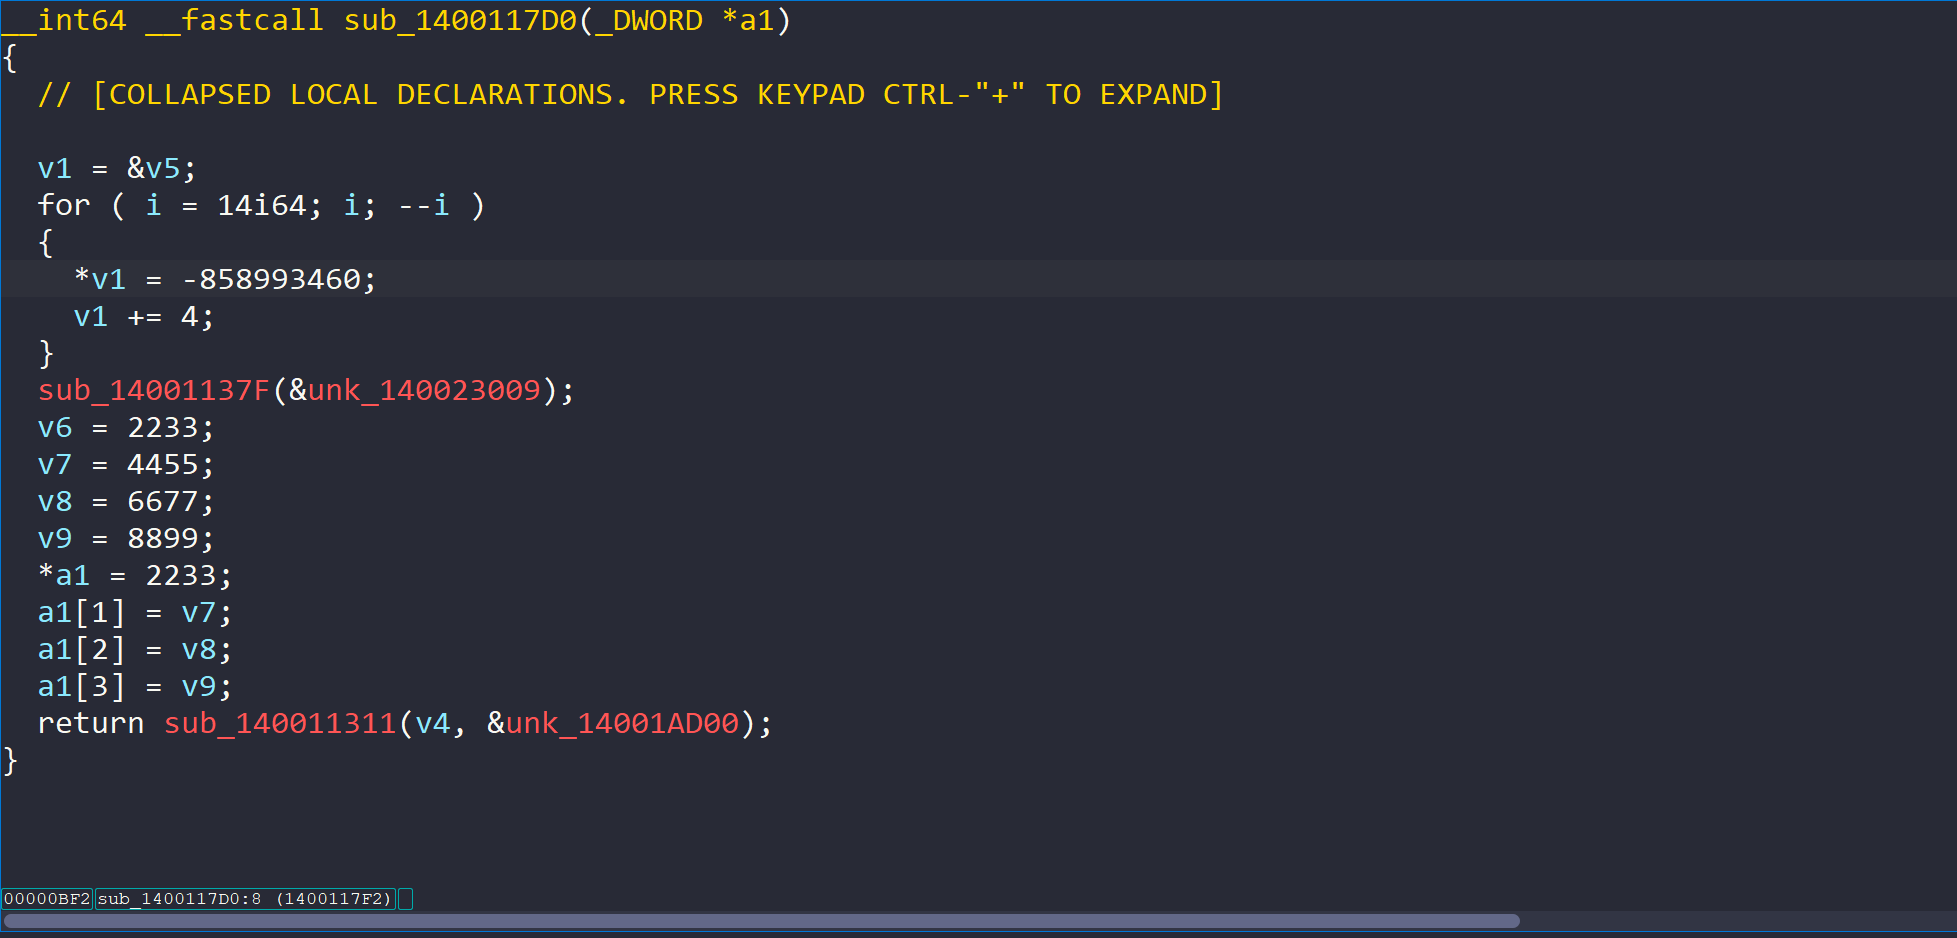 __int64 __fastcall sub_1400117D0(_DWORD *a1)
{
  // [COLLAPSED LOCAL DECLARATIONS. PRESS KEYPAD CTRL-"+" TO EXPAND]

  v1 = &v5;
  for ( i = 14i64; i; --i )
  {
    *v1 = -858993460;
    v1 += 4;
  }
  sub_14001137F(&unk_140023009);
  v6 = 2233;
  v7 = 4455;
  v8 = 6677;
  v9 = 8899;
  *a1 = 2233;
  a1[1] = v7;
  a1[2] = v8;
  a1[3] = v9;
  return sub_140011311(v4, &unk_14001AD00);
}
00000BF2 sub_1400117D0:8 (1400117F2)